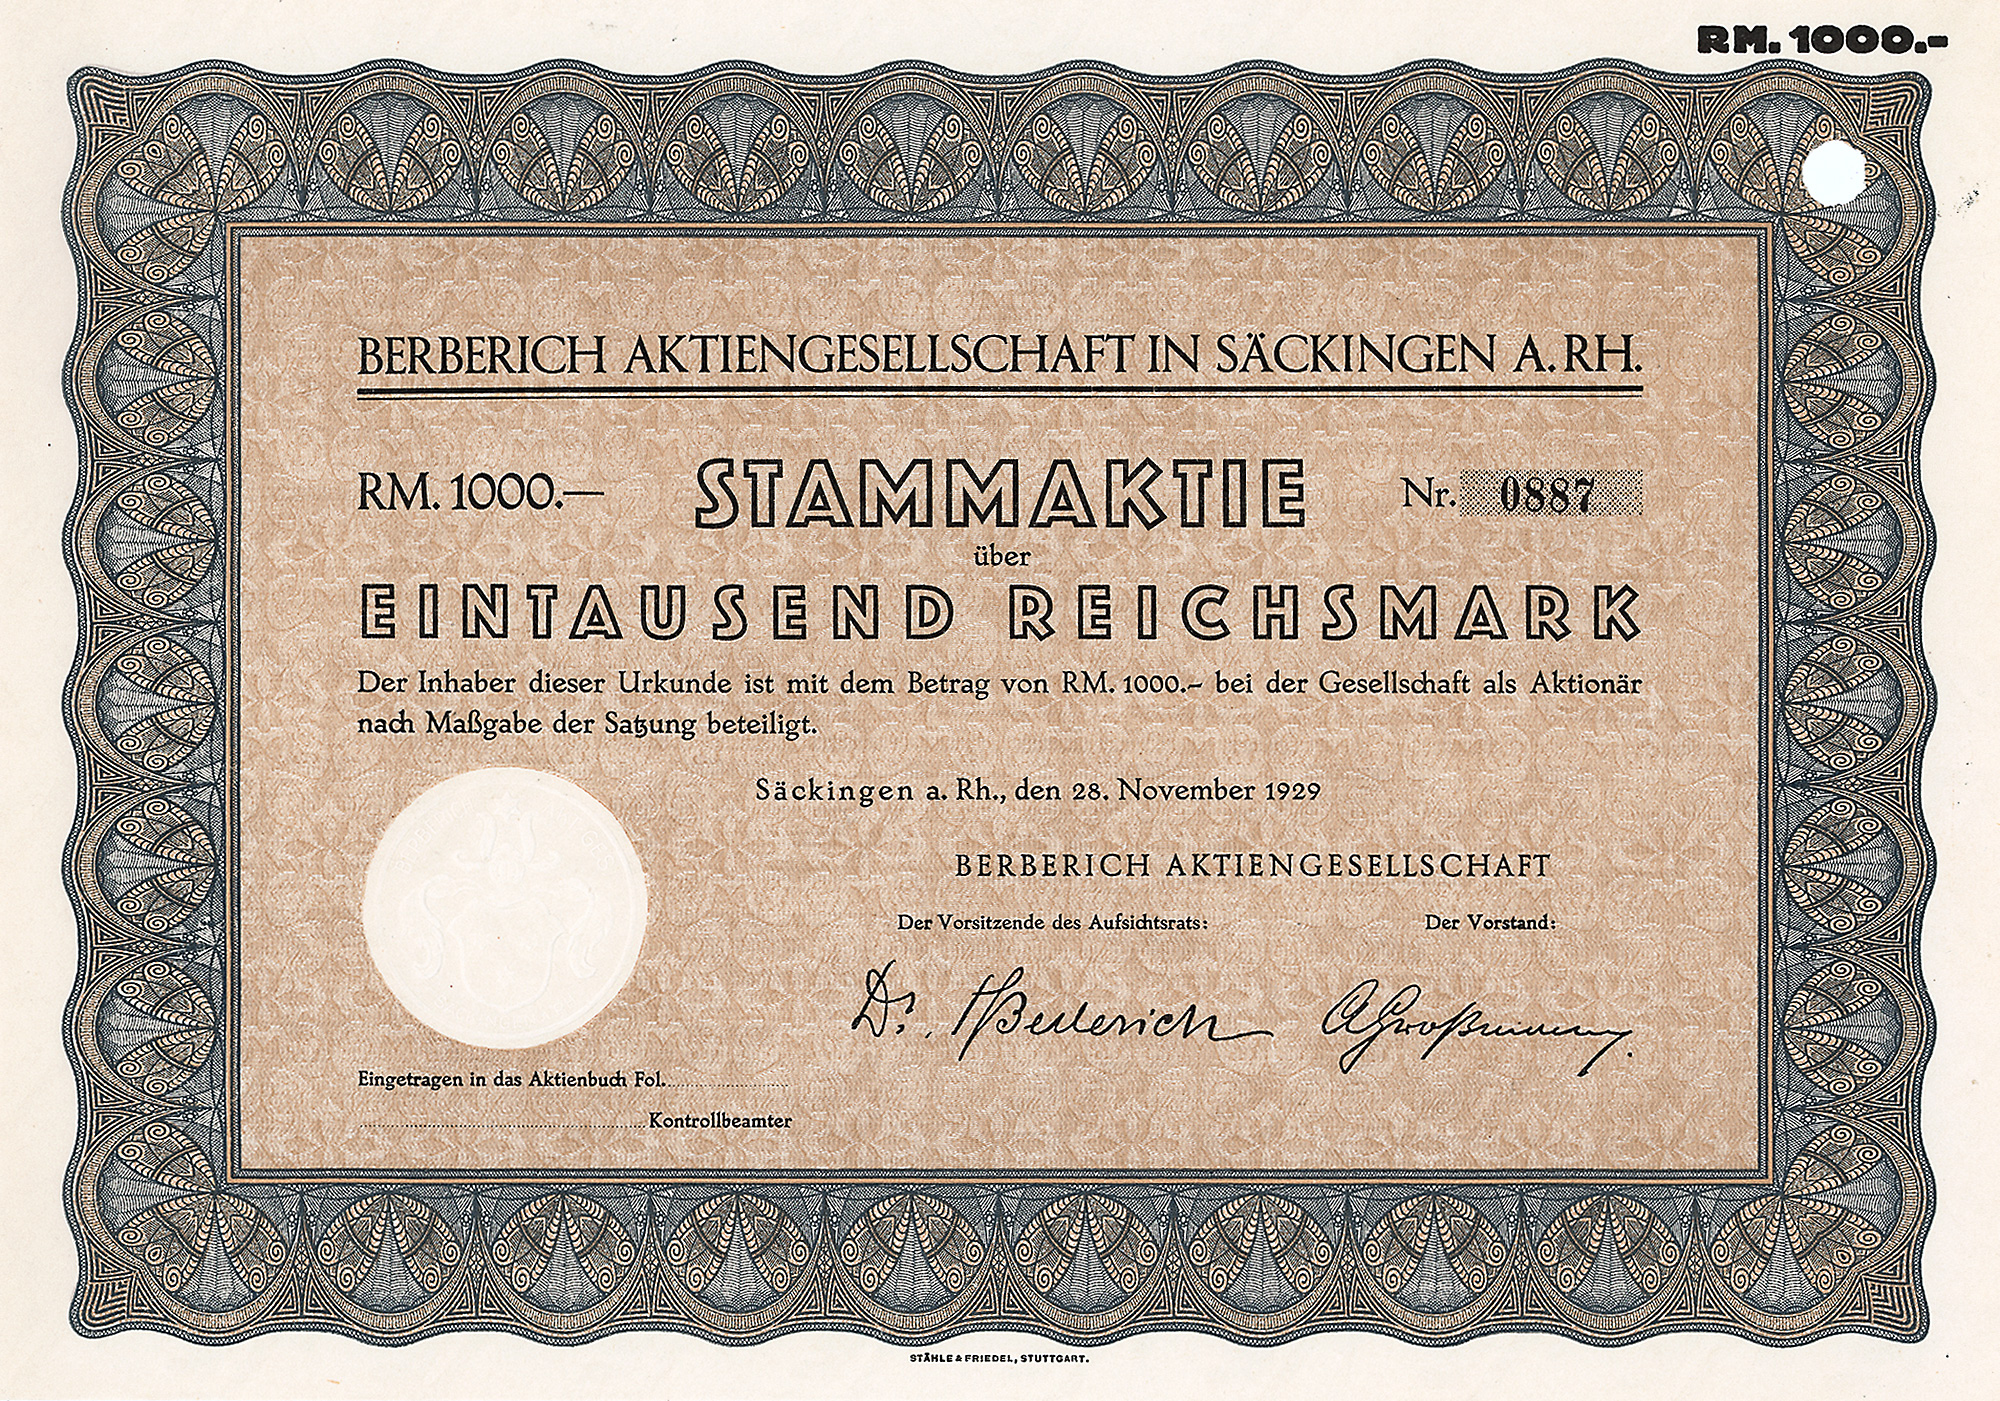 RM. 1000.-
BERBERICH AKTIENGESELLSCHAFT IN SÄCKINGEN A. RH.
RM. 1000.— STAMMAKTIE Nr. 0887
über
EINTAUSEND REICHSMARK
Der Inhaber dieser Urkunde ist mit dem Betrag von RM. 1000.- bei der Gesellschaft als Aktionär
nach Maßgabe der Satzung beteiligt.
Säckingen a. Rh., den 28. November 1929
BERBERICH AKTIENGESELLSCHAFT
Der Vorsitzende des Aufsichtsrats: Der Vorstand:
Dr. HBerberich AGroßmann.
Eingetragen in das Aktienbuch Fol.
Kontrollbeamter
STÄHLE & FRIEDEL, STUTTGART.